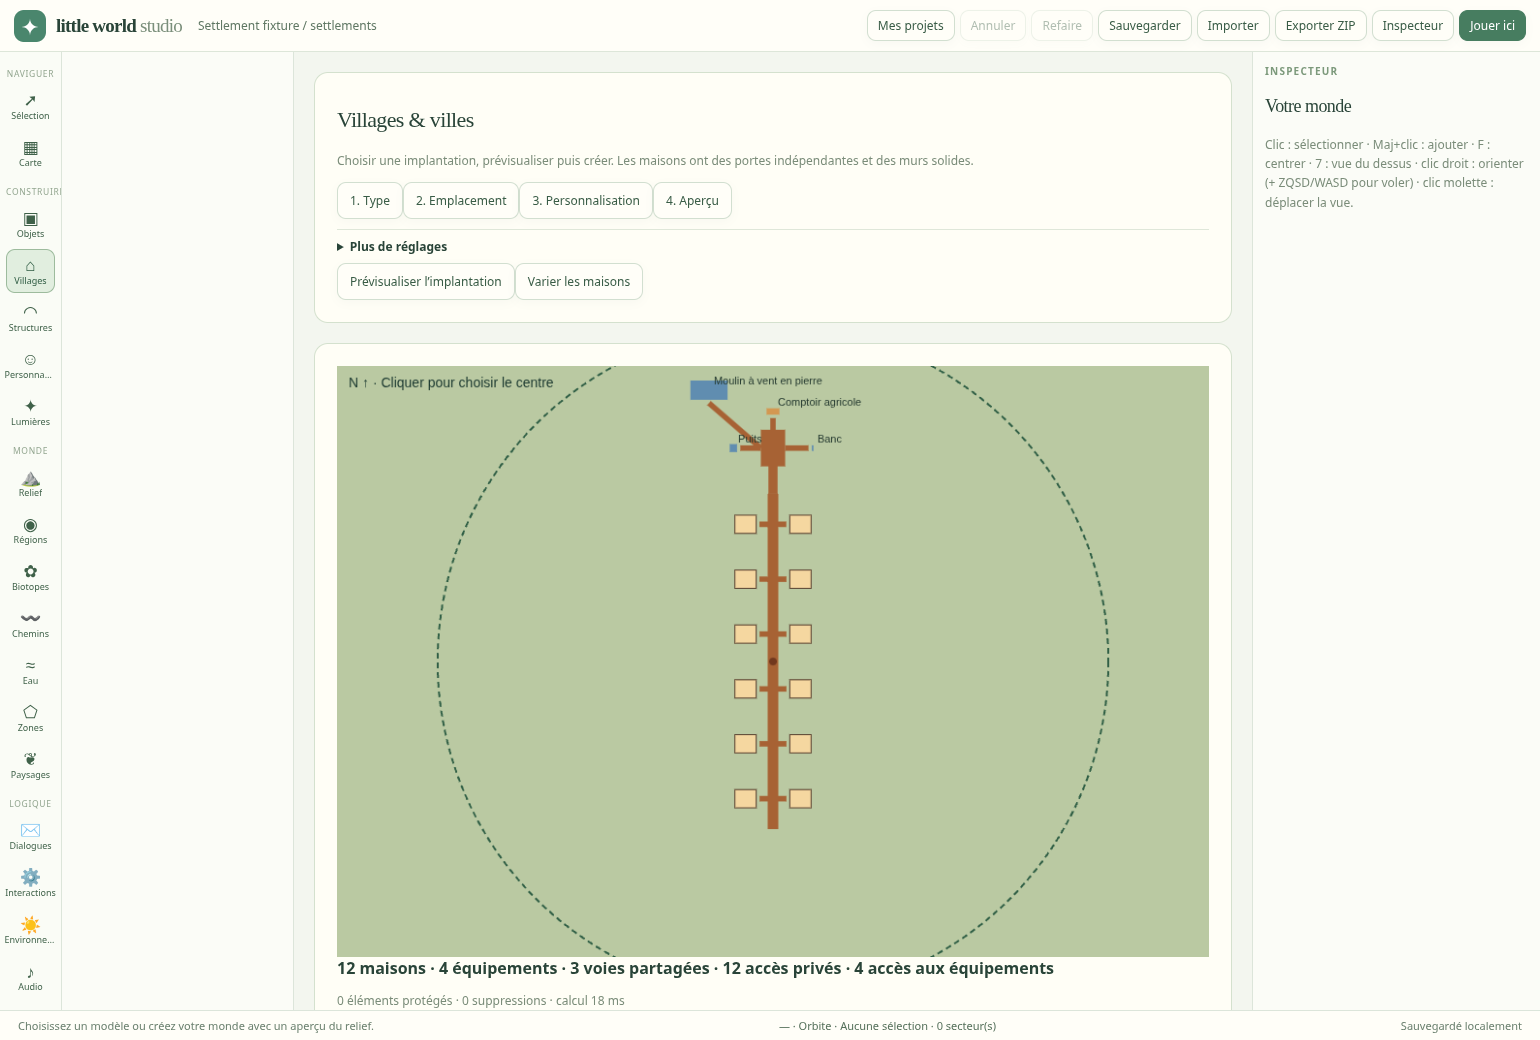 little world studio
Settlement fixture / settlements
Mes projets
Annuler
Refaire
Sauvegarder
Importer
Exporter ZIP
Inspecteur
Jouer ici
NAVIGUER
Sélection
Carte
CONSTRUIRE
Objets
Villages
Structures
Personna...
Lumières
MONDE
Relief
Régions
Biotopes
Chemins
Eau
Zones
Paysages
LOGIQUE
Dialogues
Interactions
Environne...
Audio
Villages & villes
Choisir une implantation, prévisualiser puis créer. Les maisons ont des portes indépendantes et des murs solides.
1. Type
2. Emplacement
3. Personnalisation
4. Aperçu
Plus de réglages
Prévisualiser l’implantation
Varier les maisons
N ↑ · Cliquer pour choisir le centre
Moulin à vent en pierre
Comptoir agricole
Puits
Banc
12 maisons · 4 équipements · 3 voies partagées · 12 accès privés · 4 accès aux équipements
0 éléments protégés · 0 suppressions · calcul 18 ms
INSPECTEUR
Votre monde
Clic : sélectionner · Maj+clic : ajouter · F :
centrer · 7 : vue du dessus · clic droit : orienter
(+ ZQSD/WASD pour voler) · clic molette :
déplacer la vue.
Choisissez un modèle ou créez votre monde avec un aperçu du relief.
— · Orbite · Aucune sélection · 0 secteur(s)
Sauvegardé localement